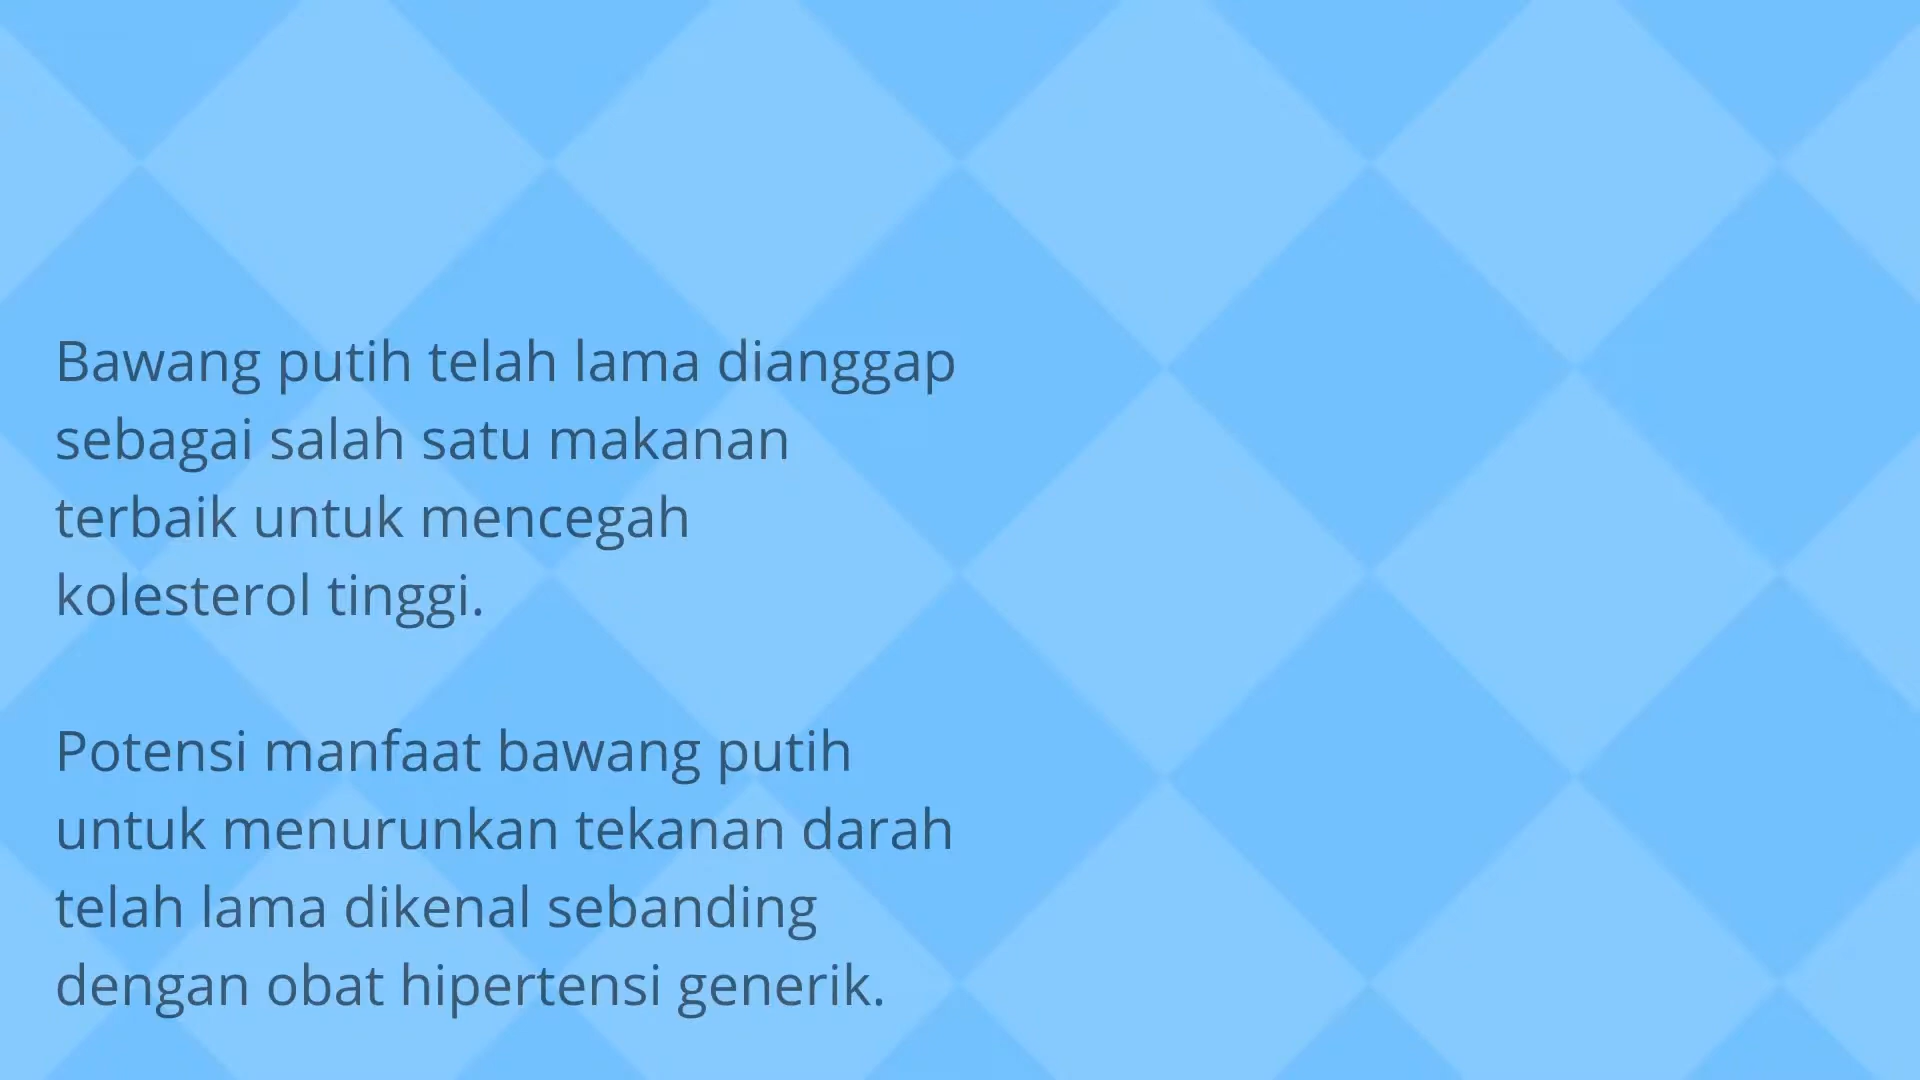 Bawang putih telah lama dianggap
sebagai salah satu makanan
terbaik untuk mencegah
kolesterol tinggi.
Potensi manfaat bawang putih
untuk menurunkan tekanan darah
telah lama dikenal sebanding
dengan obat hipertensi generik.